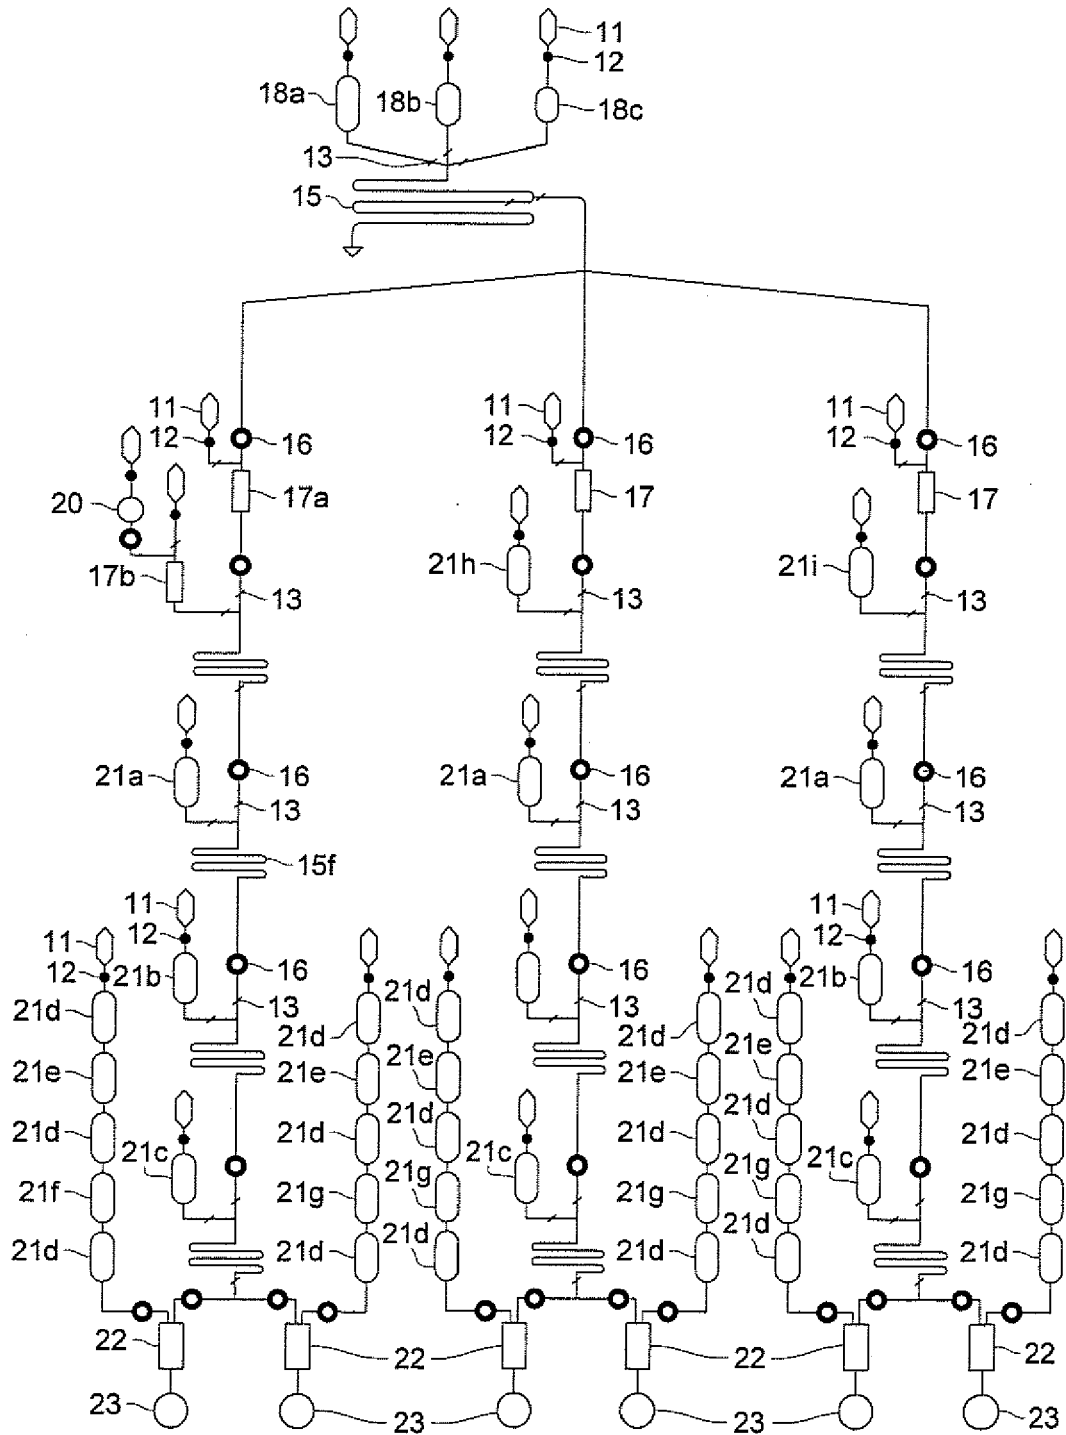 11
12
18a 18b 18c
13
15
11 11 11
12 16 12 16 12 16
20 17a 17 17
21h 21i
17b 13 13 13
21a 16 21a 16 21a 16
13 13 13
15f
11 11
11 12 12
12 21b 16 21b 16
21d 13 21d 21d 21d 21d 13 21d
21e 21e 21e 21e 21e 21e
21d 21c 21d 21d 21c 21d 21d 21c 21d
21f 21g 21g 21g 21g 21g
21d 21d 21d 21d 21d 21d
22 22 22 22
23 23 23 23